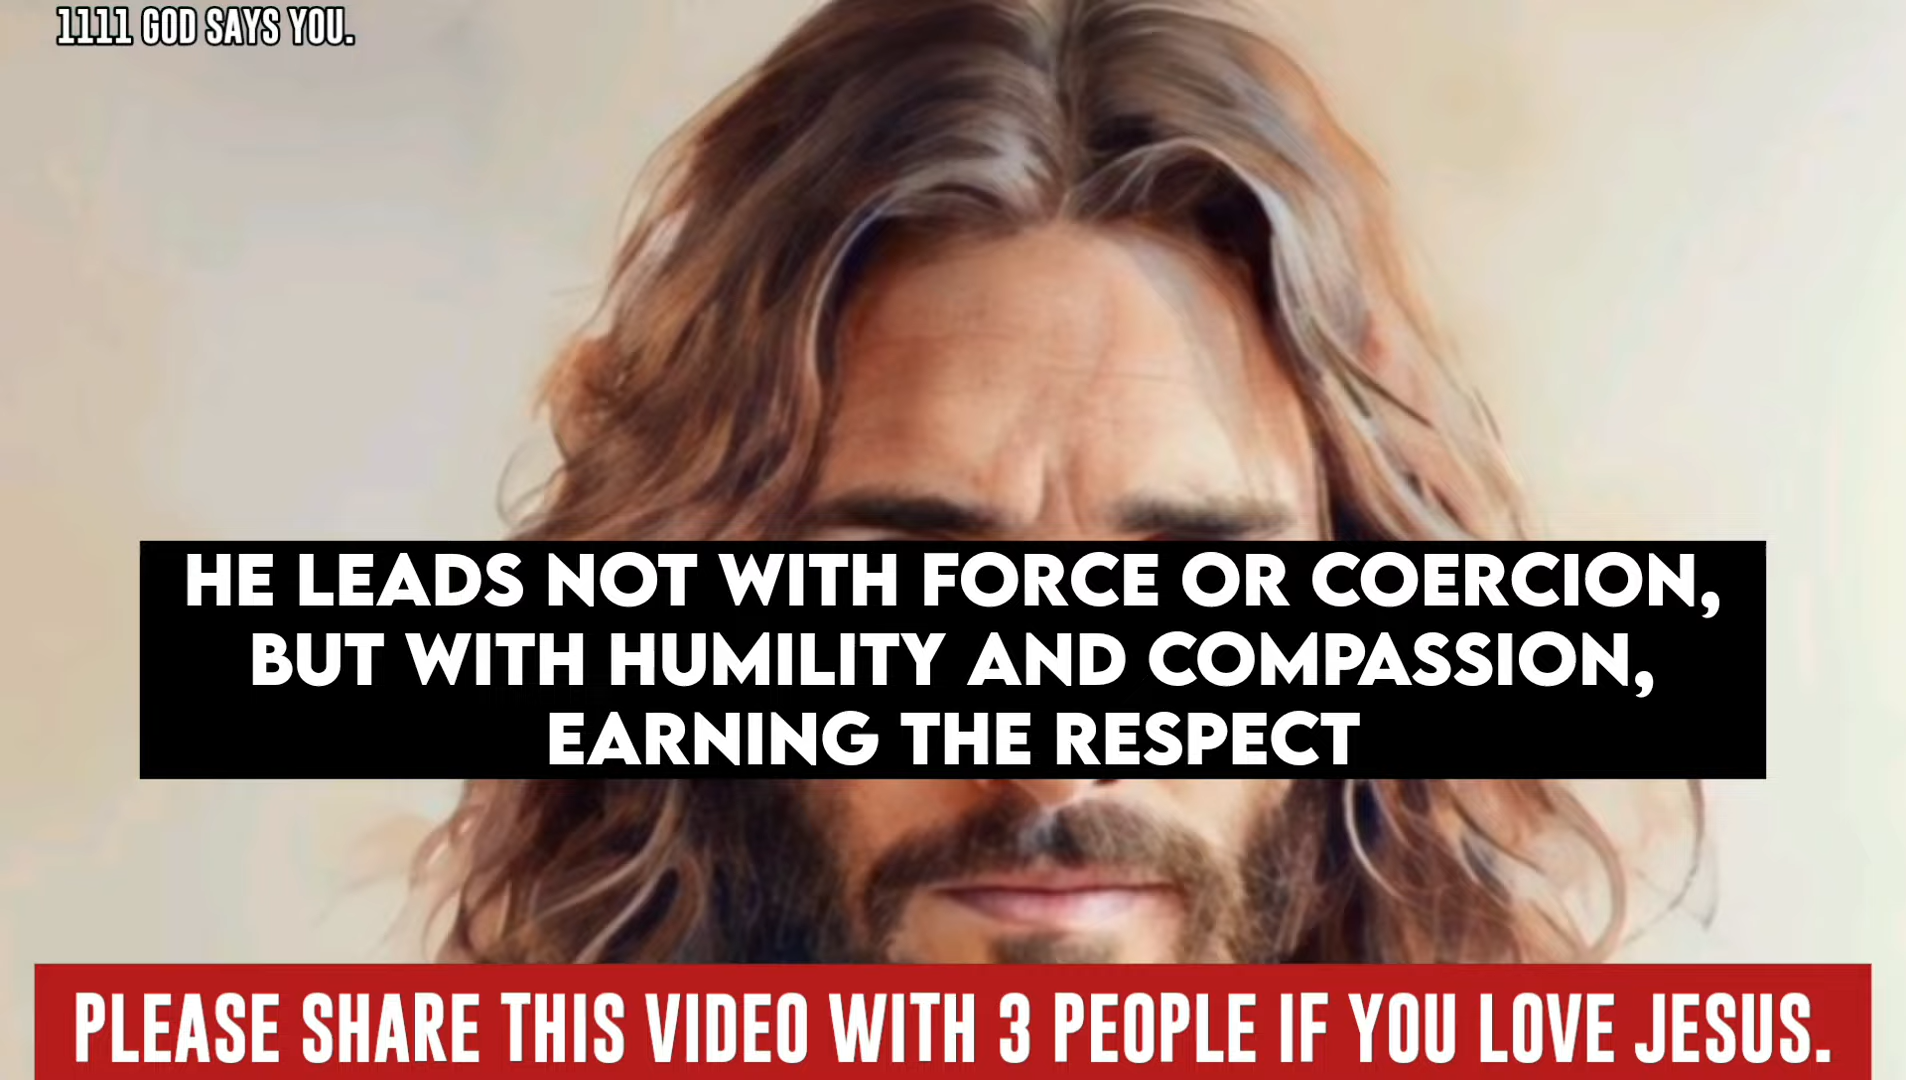 1111 GOD SAYS YOU.
HE LEADS NOT WITH FORCE OR COERCION,
BUT WITH HUMILITY AND COMPASSION,
EARNING THE RESPECT
PLEASE SHARE THIS VIDEO WITH 3 PEOPLE IF YOU LOVE JESUS.